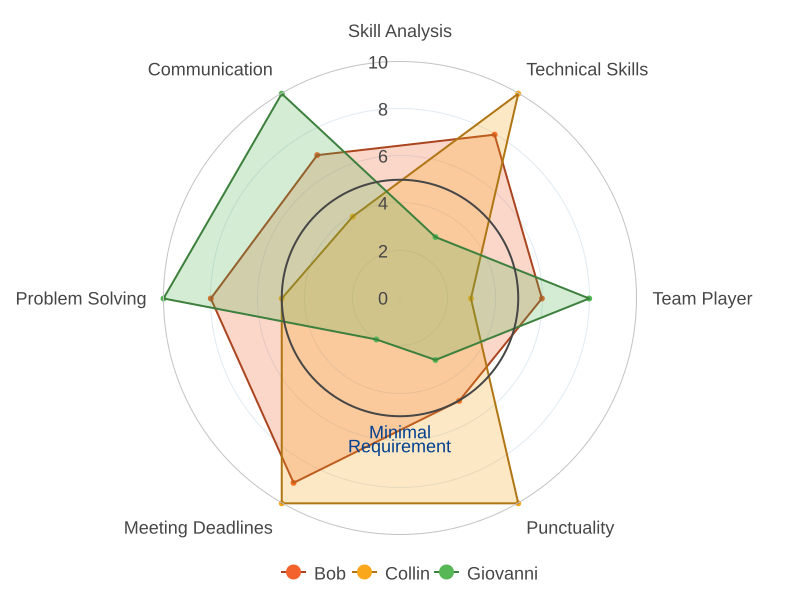 Skill Analysis
Communication
10
Technical Skills
8
6
4
2
Problem Solving
0
Team Player
Minimal
Requirement
Meeting Deadlines
Punctuality
Bob
Collin
Giovanni